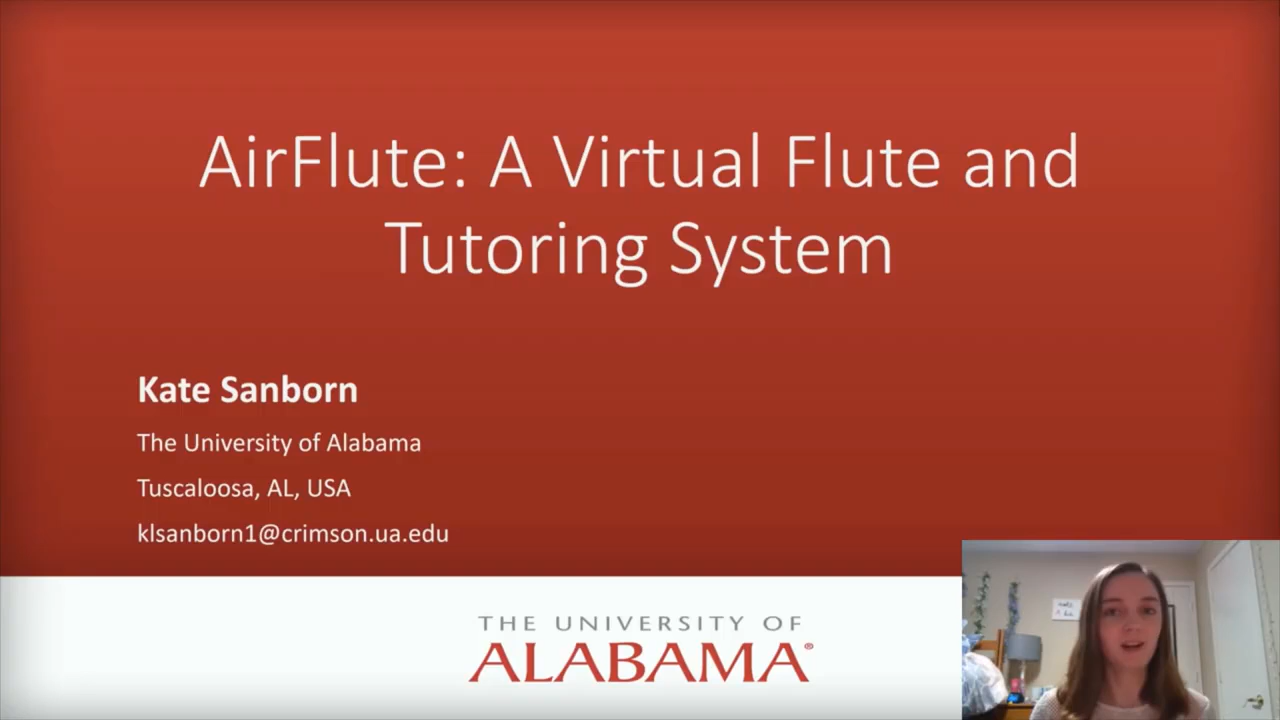 AirFlute: A Virtual Flute and
Tutoring System
Kate Sanborn
The University of Alabama
Tuscaloosa, AL, USA
klsanborn1@crimson.ua.edu
THE UNIVERSITY OF
ALABAMA®